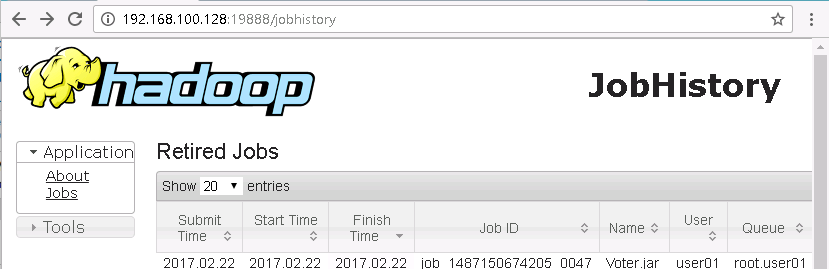 192.168.100.128:19888/jobhistory
hadoop
JobHistory
Application
About
Jobs
Tools
Retired Jobs
Show 20 entries
Submit Time Start Time Finish Time Job ID Name User Queue
2017.02.22 2017.02.22 2017.02.22 job_1487150674205_0047 Voter.jar user01 root.user01